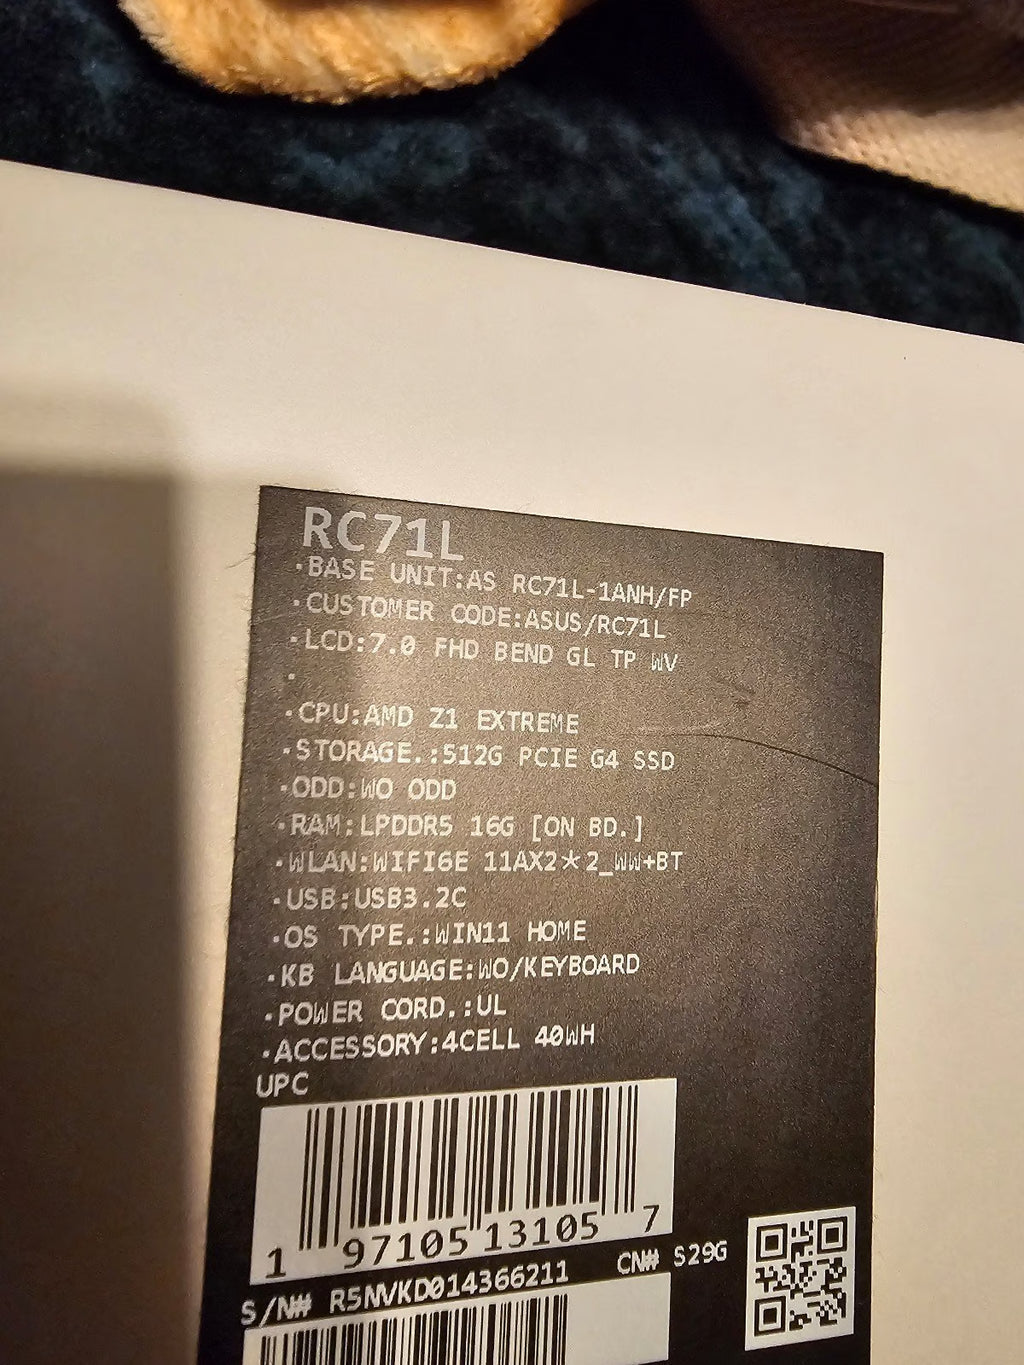 RC71L
·BASE UNIT:AS RC71L-1ANH/FP
·CUSTOMER CODE:ASUS/RC71L
·LCD:7.0 FHD BEND GL TP WV
·
·CPU:AMD Z1 EXTREME
·STORAGE.:512G PCIE G4 SSD
·ODD:WO ODD
·RAM:LPDDR5 16G [ON BD.]
·WLAN:WIFI6E 11AX2*2_WW+BT
·USB:USB3.2C
·OS TYPE.:WIN11 HOME
·KB LANGUAGE:WO/KEYBOARD
·POWER CORD.:UL
·ACCESSORY:4CELL 40WH
UPC
1 97105 13105 7
S/N# R5NVKD014366211 CN# S29G